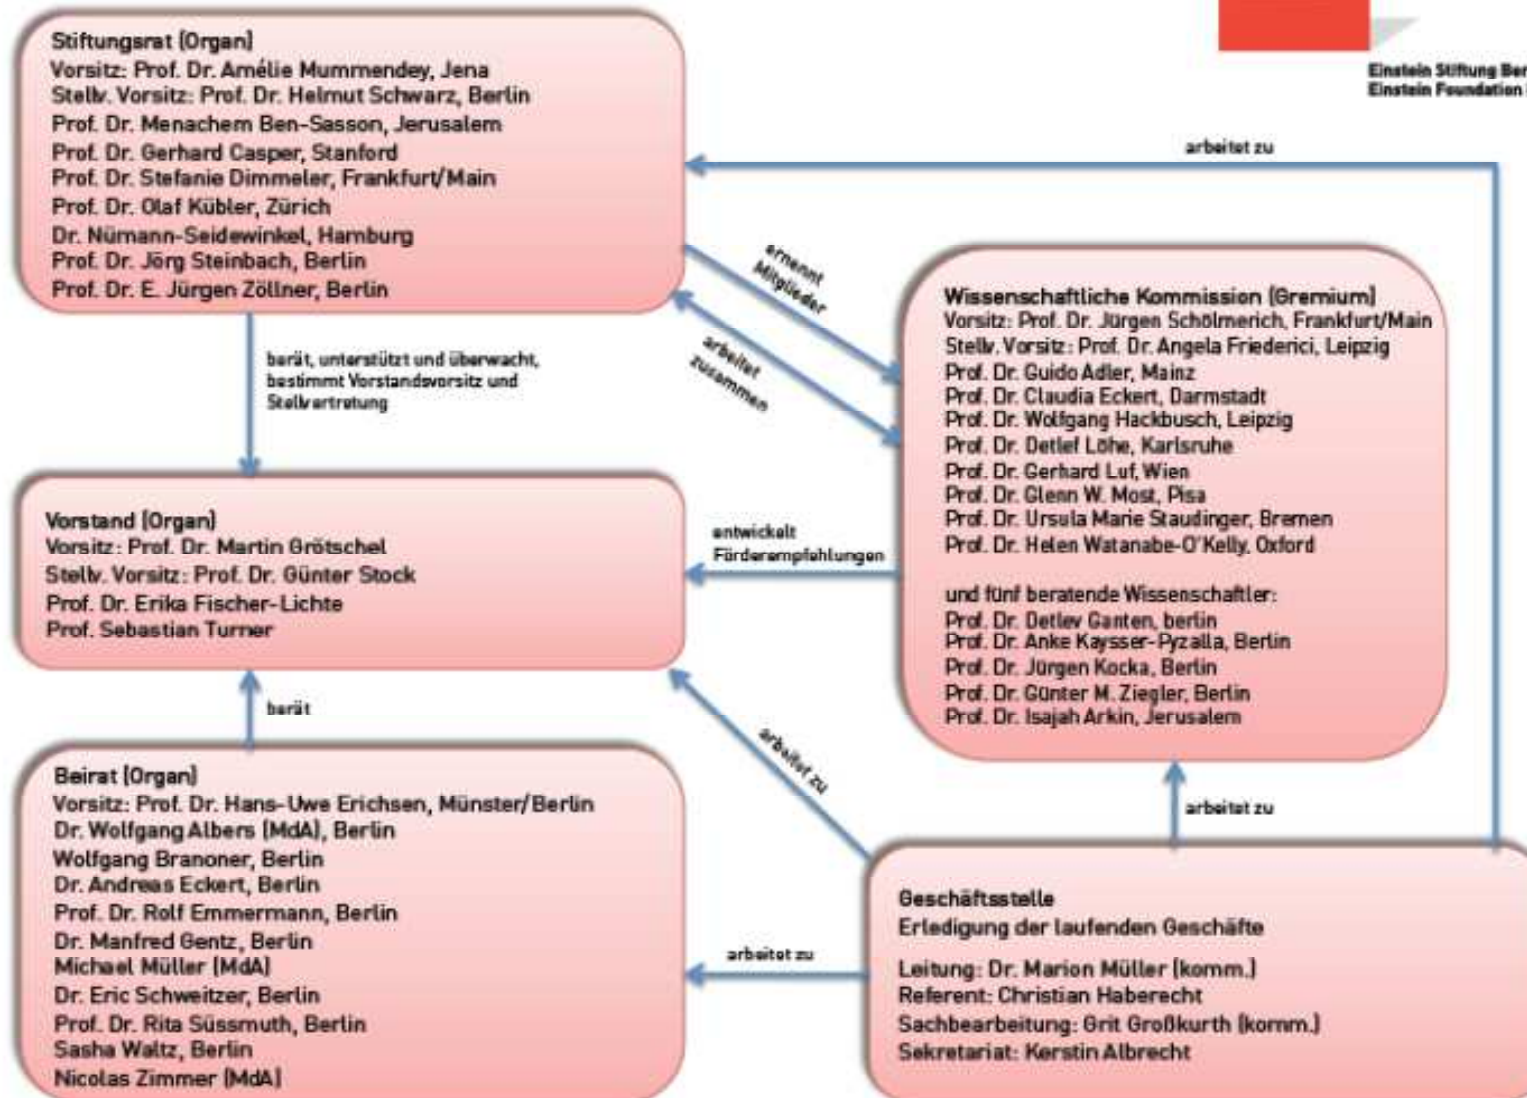 Stiftungsrat (Organ)
Vorsitz: Prof. Dr. Amélie Mummendey, Jena
Stellv. Vorsitz: Prof. Dr. Helmut Schwarz, Berlin
Prof. Dr. Menachem Ben-Sasson, Jerusalem
Prof. Dr. Gerhard Casper, Stanford
Prof. Dr. Stefanie Dimmeler, Frankfurt/Main
Prof. Dr. Olaf Kübler, Zürich
Dr. Nümann-Seidewinkel, Hamburg
Prof. Dr. Jörg Steinbach, Berlin
Prof. Dr. E. Jürgen Zöllner, Berlin
Einstein Stiftung Ber
Einstein Foundation
arbeitet zu
ernennt
Mitglieder
arbeitet
zusammen
berät, unterstützt und überwacht,
bestimmt Vorstandsvorsitz und
Stellvertretung
Wissenschaftliche Kommission (Gremium)
Vorsitz: Prof. Dr. Jürgen Schölmerich, Frankfurt/Main
Stellv. Vorsitz: Prof. Dr. Angela Friederici, Leipzig
Prof. Dr. Guido Adler, Mainz
Prof. Dr. Claudia Eckert, Darmstadt
Prof. Dr. Wolfgang Hackbusch, Leipzig
Prof. Dr. Detlef Löhe, Karlsruhe
Prof. Dr. Gerhard Luf, Wien
Prof. Dr. Glenn W. Most, Pisa
Prof. Dr. Ursula Marie Staudinger, Bremen
Prof. Dr. Helen Watanabe-O'Kelly, Oxford
und fünf beratende Wissenschaftler:
Prof. Dr. Detlev Ganten, berlin
Prof. Dr. Anke Kaysser-Pyzalla, Berlin
Prof. Dr. Jürgen Kocka, Berlin
Prof. Dr. Günter M. Ziegler, Berlin
Prof. Dr. Isajah Arkin, Jerusalem
Vorstand (Organ)
Vorsitz: Prof. Dr. Martin Grötschel
Stellv. Vorsitz: Prof. Dr. Günter Stock
Prof. Dr. Erika Fischer-Lichte
Prof. Sebastian Turner
entwickelt
Förderempfehlungen
berät
arbeitet zu
arbeitet zu
Beirat (Organ)
Vorsitz: Prof. Dr. Hans-Uwe Erichsen, Münster/Berlin
Dr. Wolfgang Albers (MdA), Berlin
Wolfgang Branoner, Berlin
Dr. Andreas Eckert, Berlin
Prof. Dr. Rolf Emmermann, Berlin
Dr. Manfred Gentz, Berlin
Michael Müller (MdA)
Dr. Eric Schweitzer, Berlin
Prof. Dr. Rita Süssmuth, Berlin
Sasha Waltz, Berlin
Nicolas Zimmer (MdA)
arbeitet zu
Geschäftsstelle
Erledigung der laufenden Geschäfte
Leitung: Dr. Marion Müller (komm.)
Referent: Christian Haberecht
Sachbearbeitung: Grit Großkurth (komm.)
Sekretariat: Kerstin Albrecht